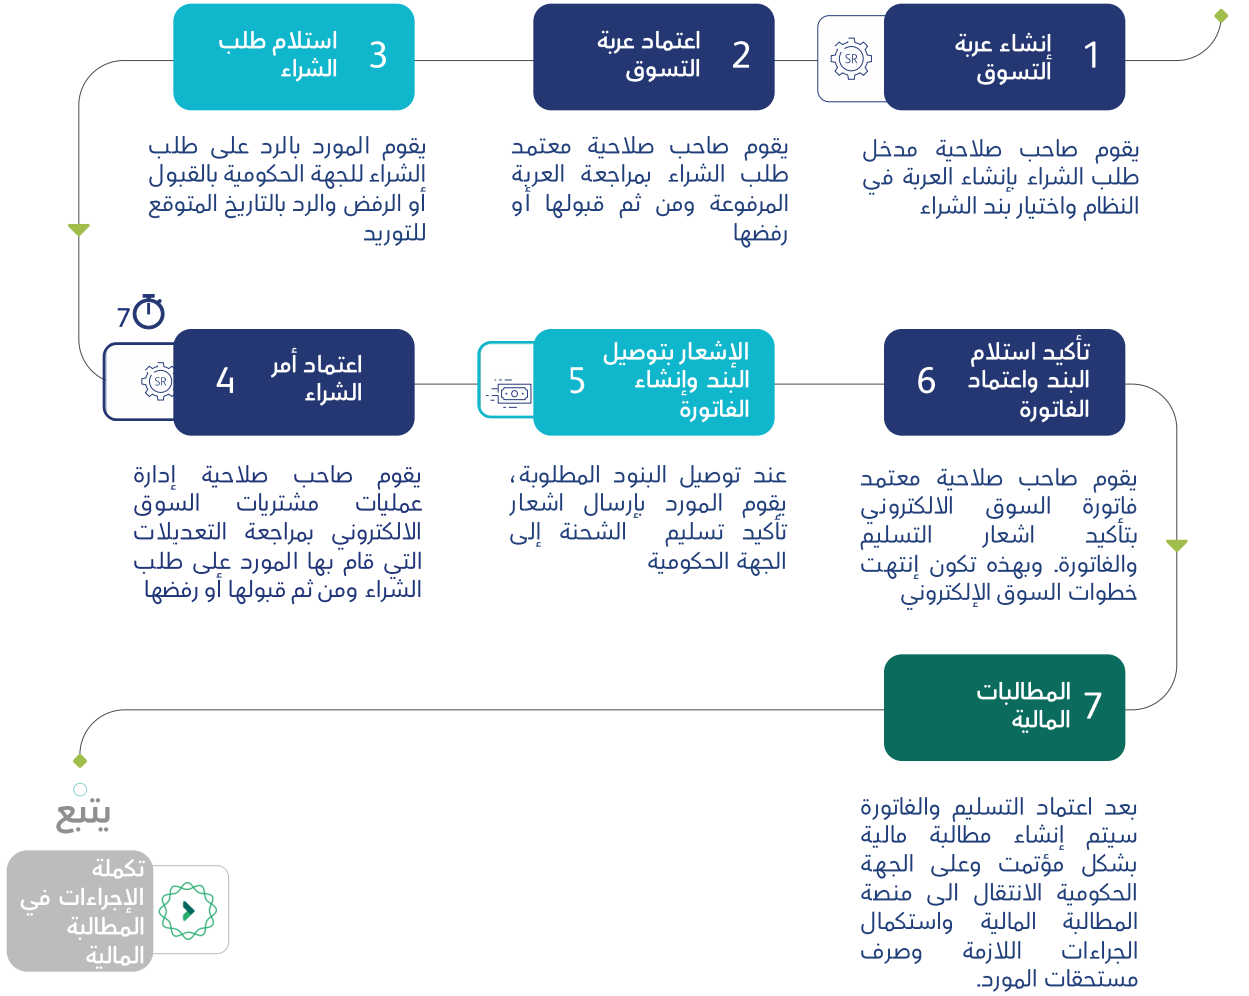 1
إنشاء عربة
التسوق
SR
يقوم صاحب صلاحية مدخل
طلب الشراء بإنشاء العربة في
النظام واختيار بند الشراء
2
اعتماد عربة
التسوق
يقوم صاحب صلاحية معتمد
طلب الشراء بمراجعة العربة
المرفوعة ومن ثم قبولها أو
رفضها
3
استلام طلب
الشراء
يقوم المورد بالرد على طلب
الشراء للجهة الحكومية بالقبول
أو الرفض والرد بالتاريخ المتوقع
للتوريد
7
4
اعتماد أمر
الشراء
SR
يقوم صاحب صلاحية إدارة
عمليات مشتريات السوق
الالكتروني بمراجعة التعديلات
التي قام بها المورد على طلب
الشراء ومن ثم قبولها أو رفضها
5
الإشعار بتوصيل
البند وإنشاء
الفاتورة
عند توصيل البنود المطلوبة،
يقوم المورد بإرسال اشعار
تأكيد تسليم الشحنة إلى
الجهة الحكومية
6
تأكيد استلام
البند واعتماد
الفاتورة
يقوم صاحب صلاحية معتمد
فاتورة السوق الالكتروني
بتأكيد اشعار التسليم
والفاتورة. وبهذه تكون إنتهت
خطوات السوق الإلكتروني
7
المطالبات
المالية
بعد اعتماد التسليم والفاتورة
سيتم إنشاء مطالبة مالية
بشكل مؤتمت وعلى الجهة
الحكومية الانتقال الى منصة
المطالبة المالية واستكمال
الجراءات اللازمة وصرف
مستحقات المورد.
يتبع
تكملة
الإجراءات في
المطالبة
المالية